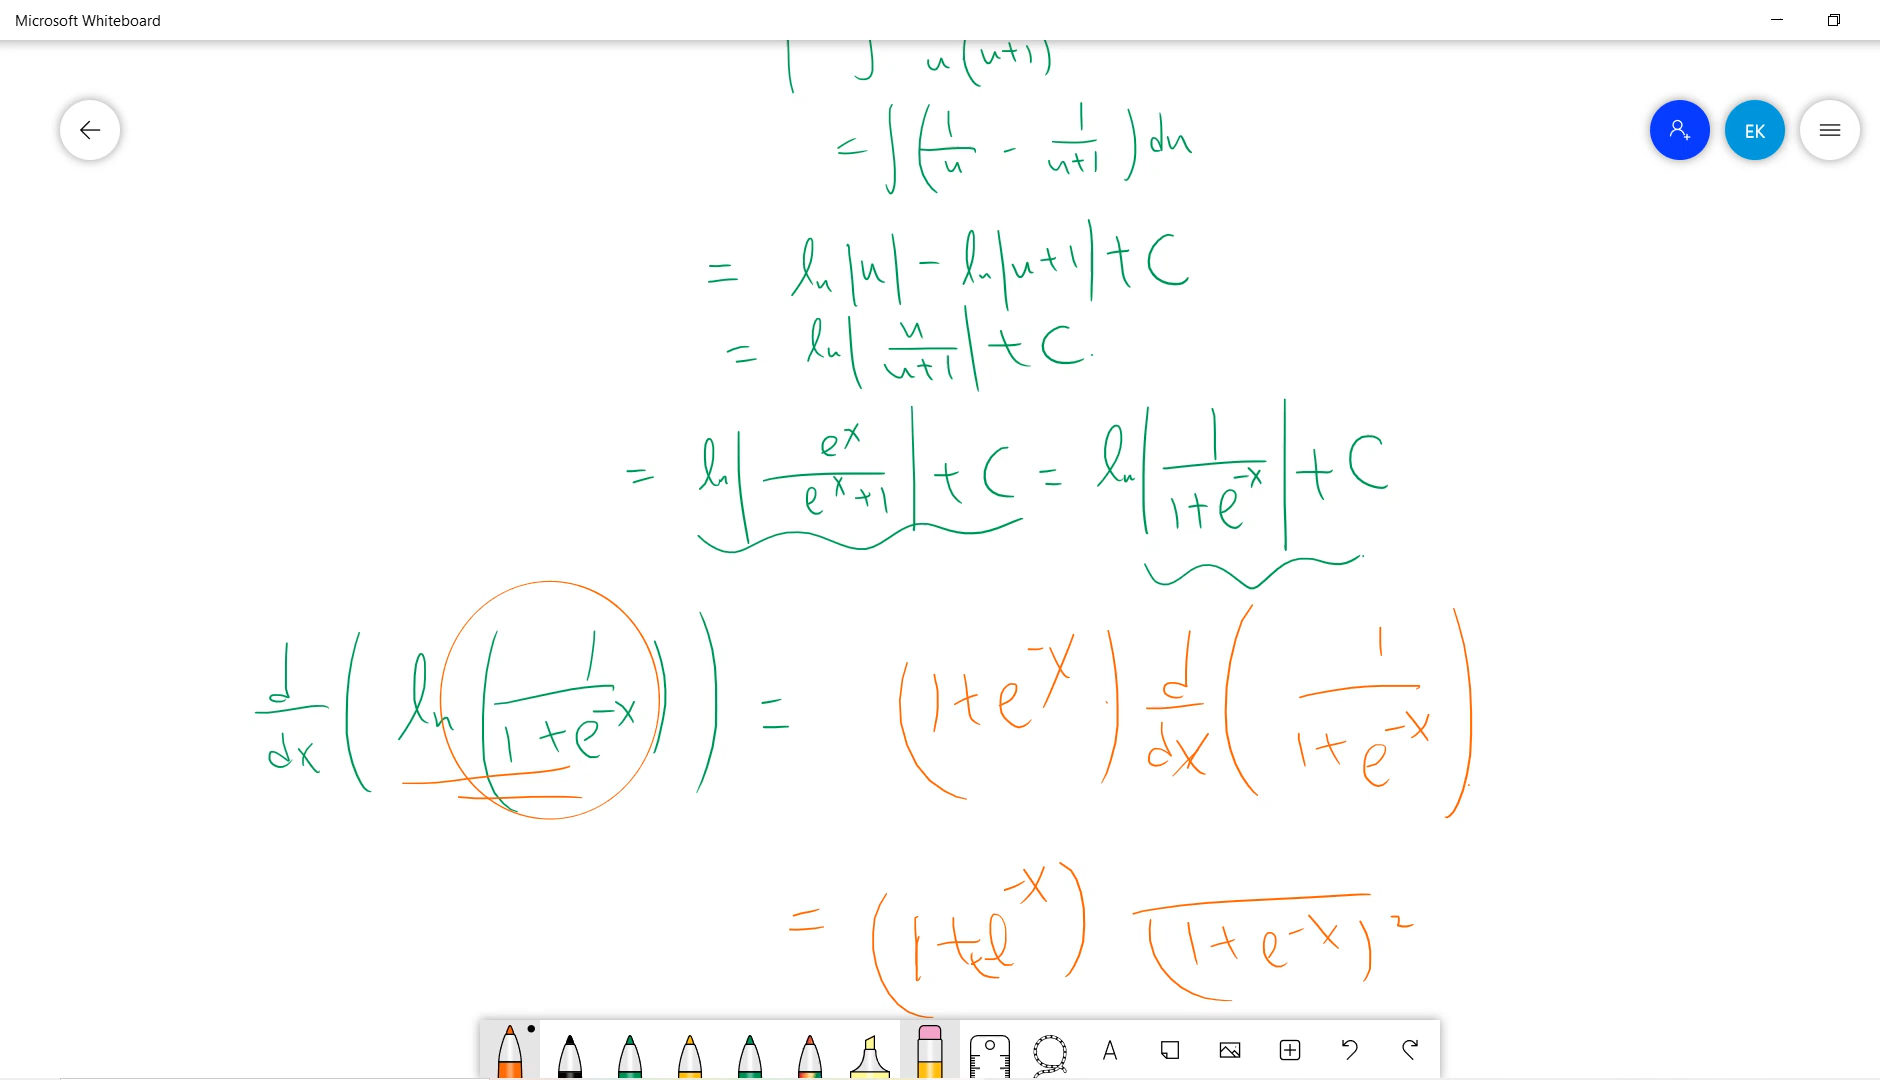 Microsoft Whiteboard
∫ u(u+1)
= ∫ (1/u - 1/(u+1)) du
= ln|u| - ln|u+1| + C
= ln|u/(u+1)| + C.
= ln|e^x/(e^x+1)| + C = ln|1/(1+e^-x)| + C
d/dx (ln(1/(1+e^-x))) = (1+e^-x) d/dx (1/(1+e^-x))
= (1+e^-x) /(1+e^-x)^2
EK
A